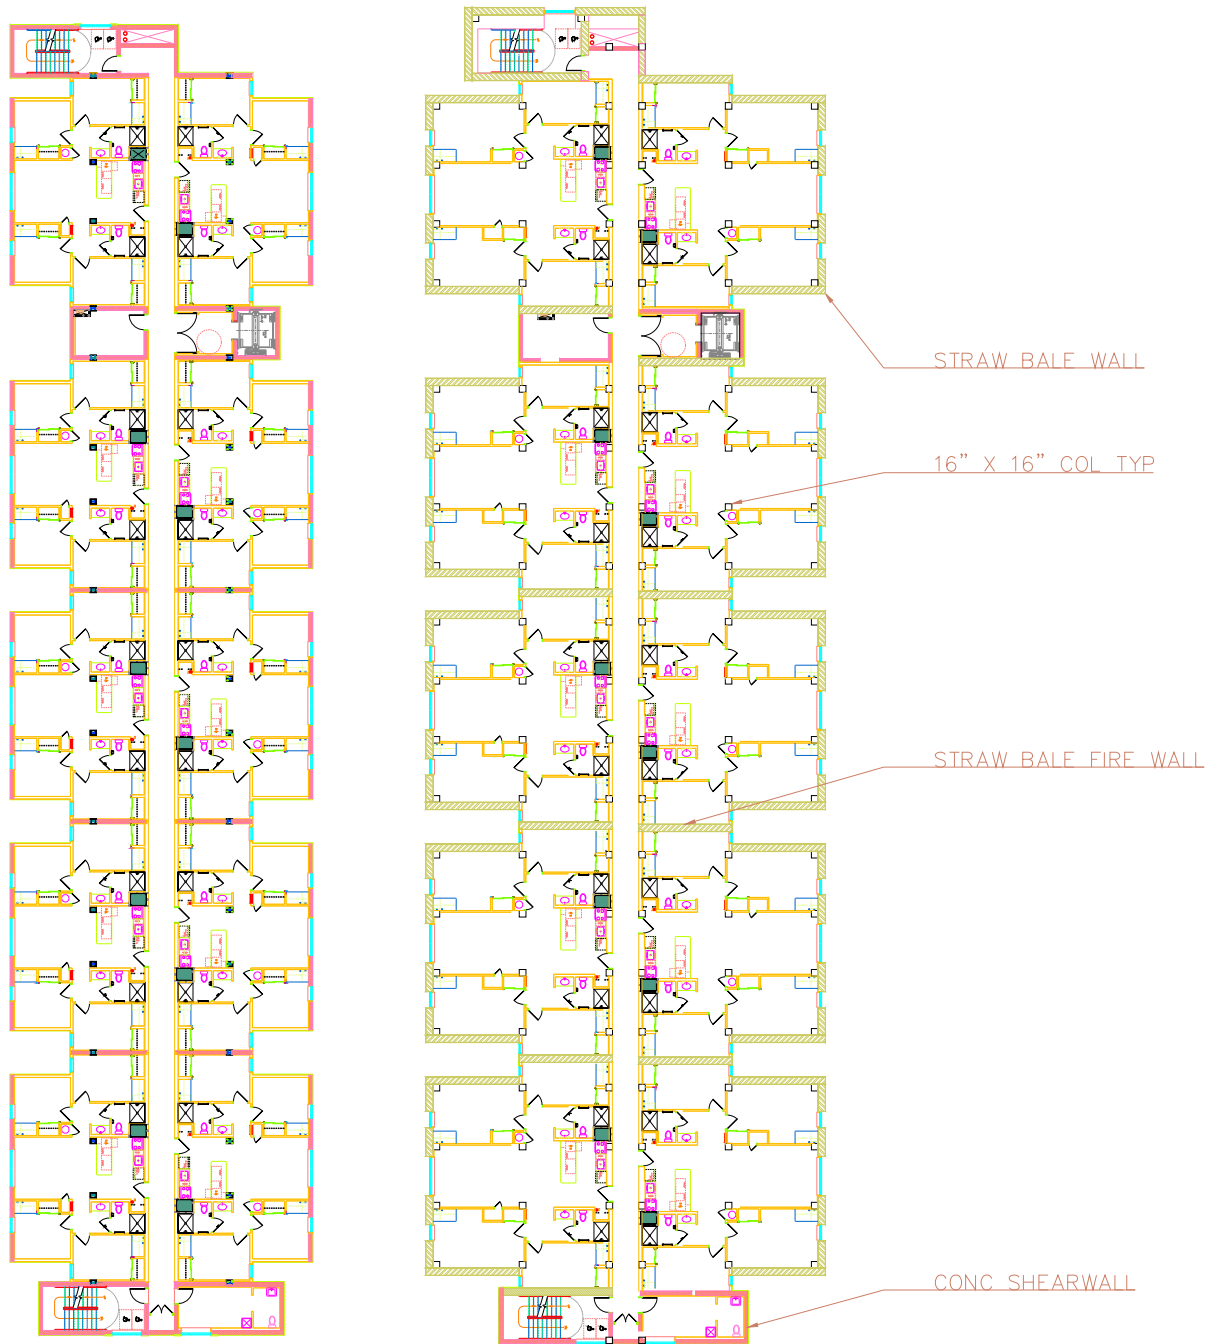 STRAW BALE WALL
16" X 16" COL TYP
STRAW BALE FIRE WALL
CONC SHEARWALL